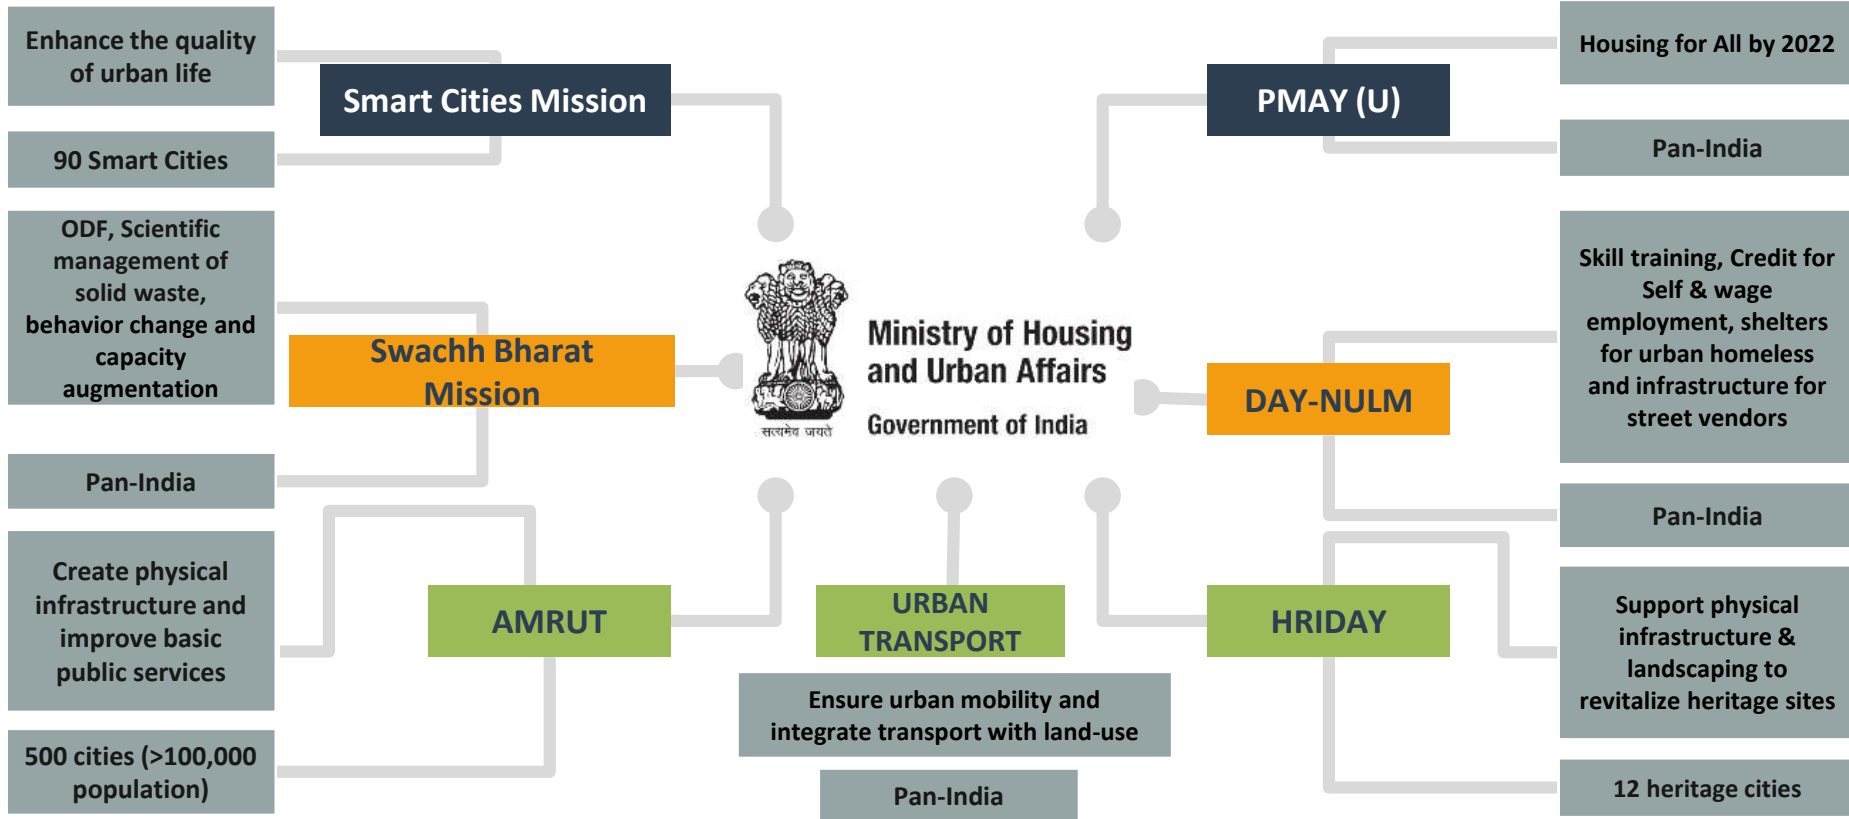 Enhance the quality
of urban life
Smart Cities Mission
90 Smart Cities
ODF, Scientific
management of
solid waste,
behavior change and
capacity
augmentation
Swachh Bharat
Mission
Pan-India
Create physical
infrastructure and
improve basic
public services
AMRUT
500 cities (>100,000
population)
सत्यमेव जयते
Ministry of Housing
and Urban Affairs
Government of India
URBAN
TRANSPORT
Ensure urban mobility and
integrate transport with land-use
Pan-India
Housing for All by 2022
PMAY (U)
Pan-India
Skill training, Credit for
Self & wage
employment, shelters
for urban homeless
and infrastructure for
street vendors
DAY-NULM
Pan-India
HRIDAY
Support physical
infrastructure &
landscaping to
revitalize heritage sites
12 heritage cities